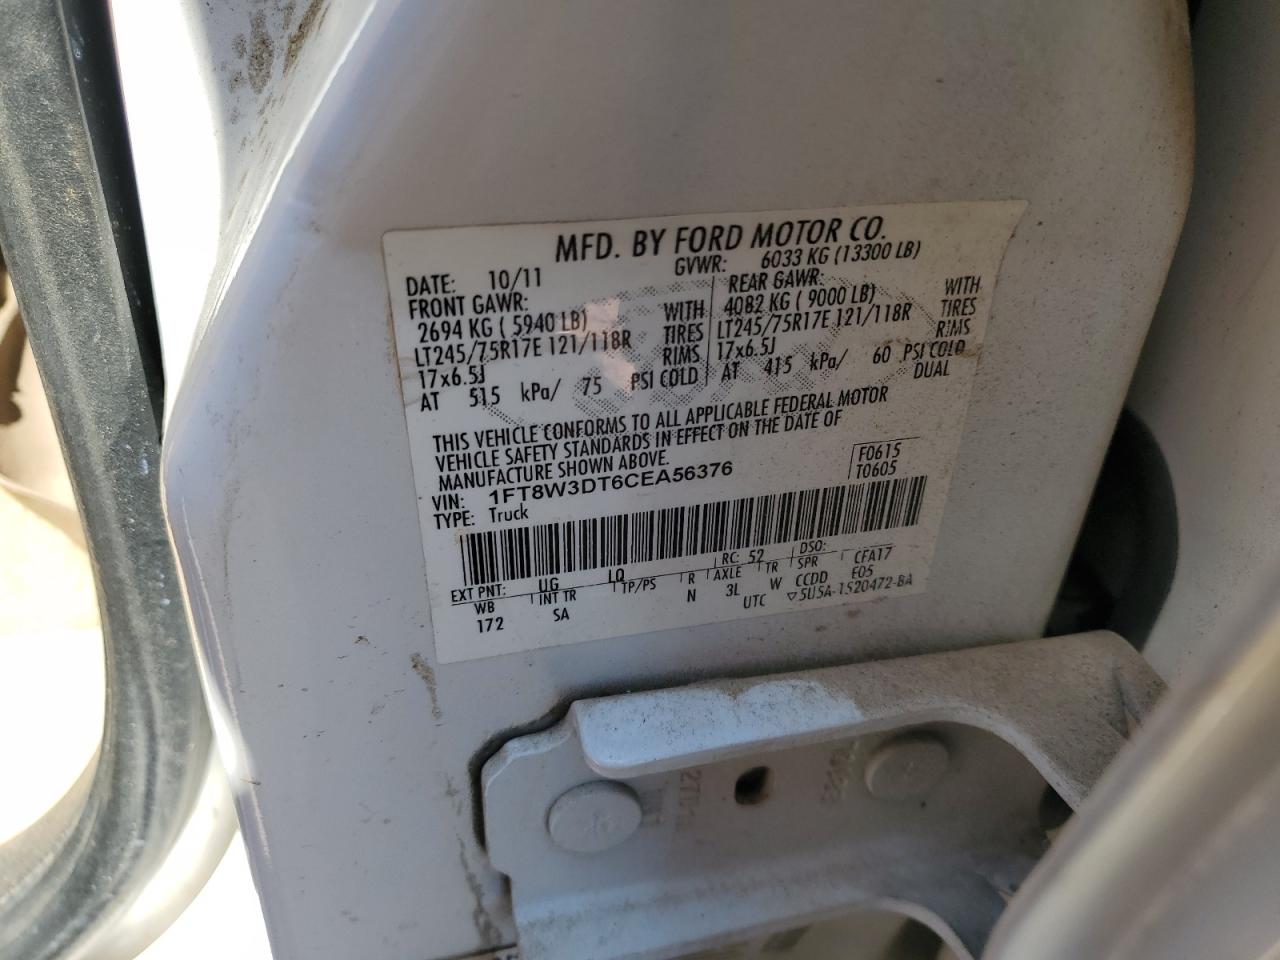 MFD. BY FORD MOTOR CO.
DATE: 10/11 GVWR: 6033 KG (13300 LB)
FRONT GAWR: REAR GAWR:
2694 KG ( 5940 LB) WITH 4082 KG ( 9000 LB) WITH
LT245/75R17E 121/118R TIRES LT245/75R17E 121/118R TIRES
17x6.5J RIMS 17x6.5J RIMS
AT 515 kPa/ 75 PSI COLD AT 415 kPa/ 60 PSI COLD
DUAL
THIS VEHICLE CONFORMS TO ALL APPLICABLE FEDERAL MOTOR
VEHICLE SAFETY STANDARDS IN EFFECT ON THE DATE OF
MANUFACTURE SHOWN ABOVE. F0615
VIN: 1FT8W3DT6CEA56376 T0605
TYPE: Truck
EXT PNT: UG LQ RC: 52 DSO:
WB INT TR TP/PS R AXLE TR SPR CFA17
172 SA N 3L W CCDD E05
UTC ▽5U5A-1520472-BA